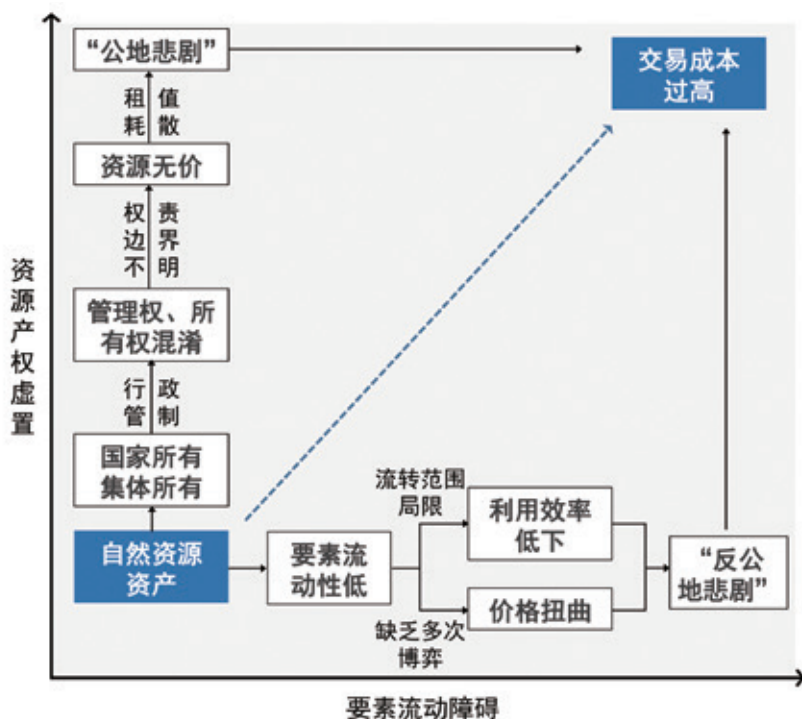 “公地悲剧”
交易成本
过高
租 值
耗 散
资源无价
权 责
边 界
不 明
资源产权虚置
管理权、所
有权混淆
行 政
管 制
国家所有
集体所有
流转范围
局限
利用效率
低下
自然资源
资产
要素流
动性低
“反公
地悲剧”
价格扭曲
缺乏多次
博弈
要素流动障碍